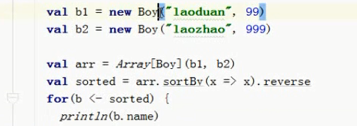 val b1 = new Boy("laoduan", 99)
val b2 = new Boy("laozhao", 999)
val arr = Array[Boy](b1, b2)
val sorted = arr.sortBy(x => x).reverse
for(b <- sorted) {
println(b.name)